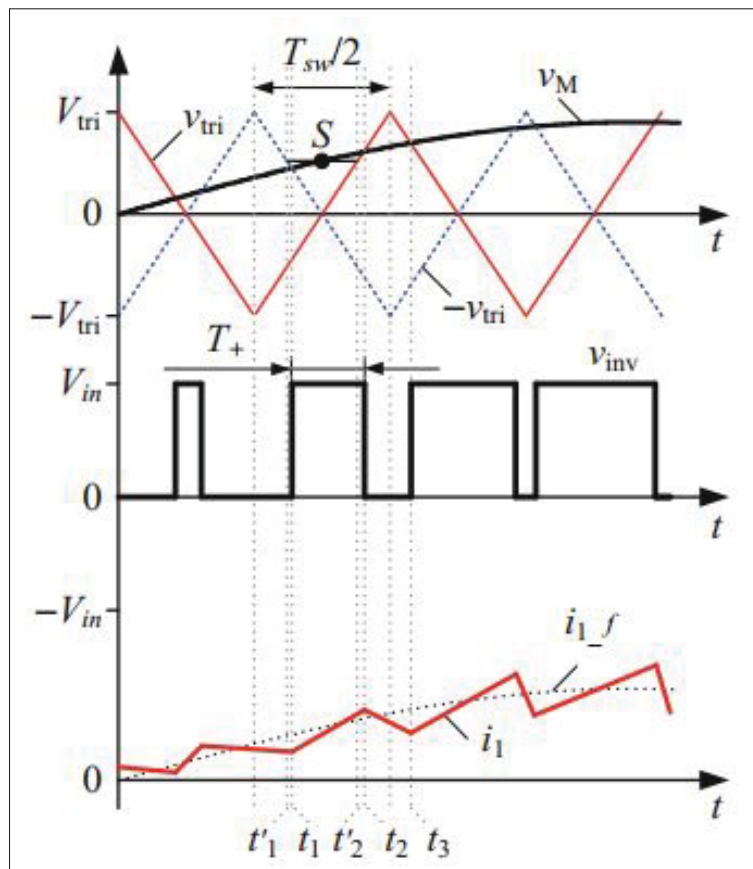 T_sw/2
v_M
V_tri
v_tri
S
0
t
−V_tri
−v_tri
T_+
V_in
v_inv
0
t
−V_in
i_1_f
i_1
0
t
t'_1 t_1 t'_2 t_2 t_3